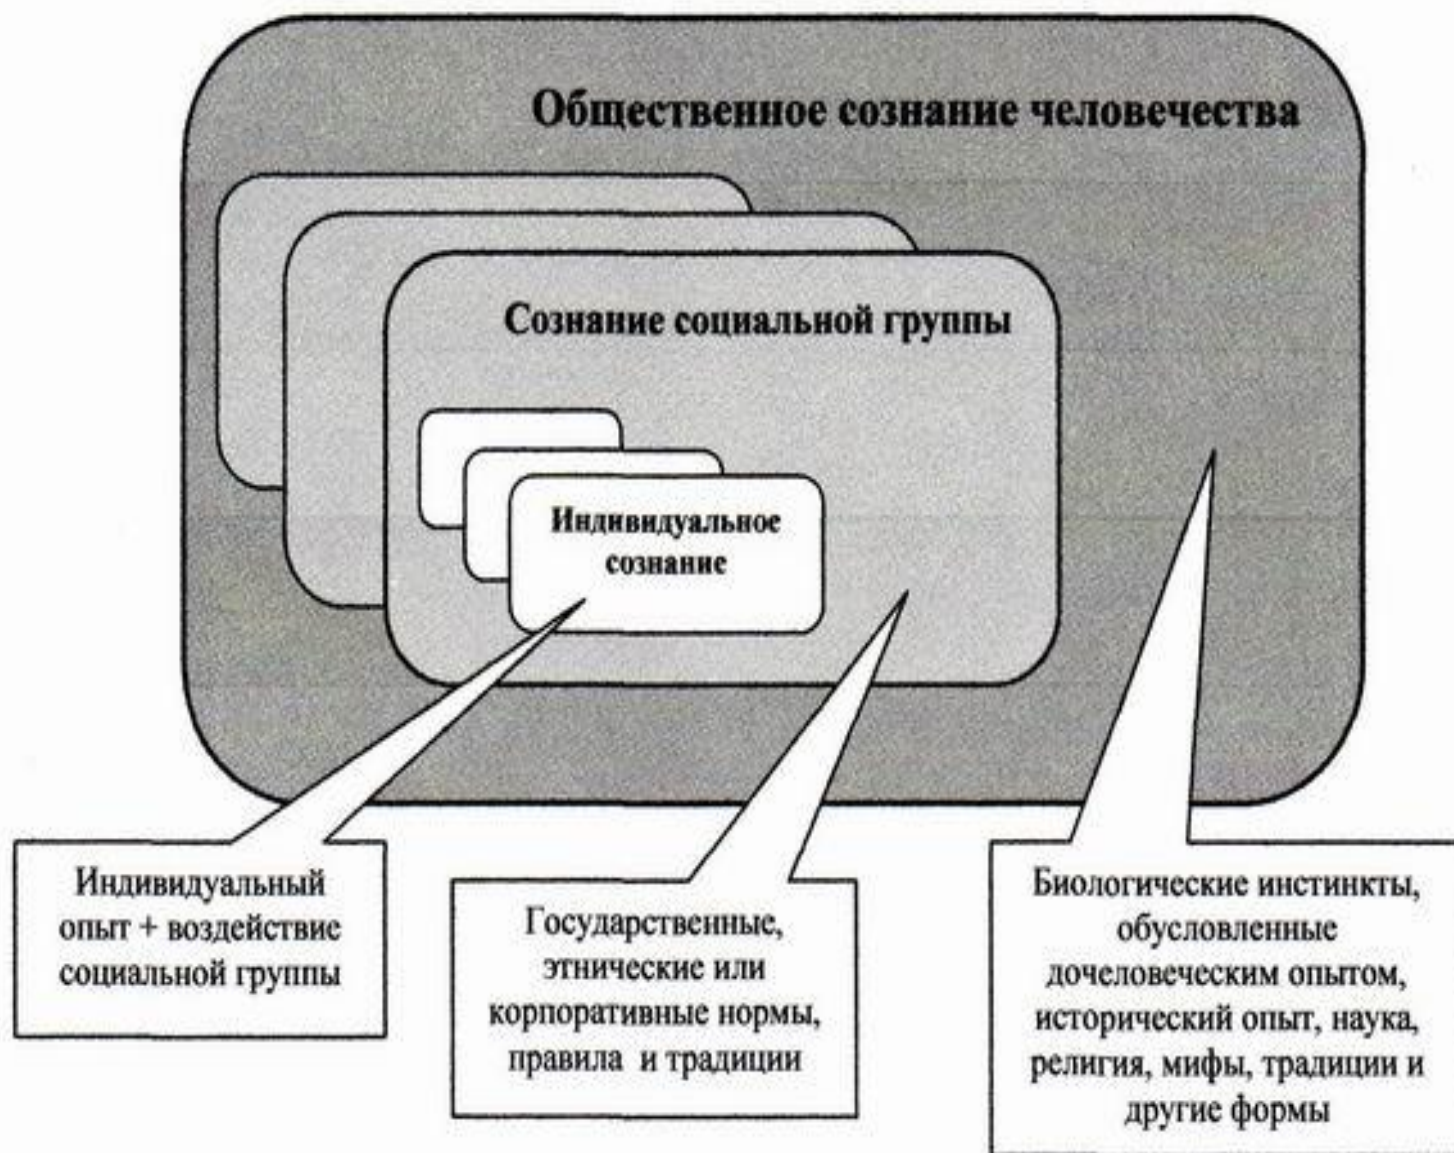 Общественное сознание человечества
Сознание социальной группы
Индивидуальное
сознание
Индивидуальный
опыт + воздействие
социальной группы
Государственные,
этнические или
корпоративные нормы,
правила и традиции
Биологические инстинкты,
обусловленные
дочеловеческим опытом,
исторический опыт, наука,
религия, мифы, традиции и
другие формы